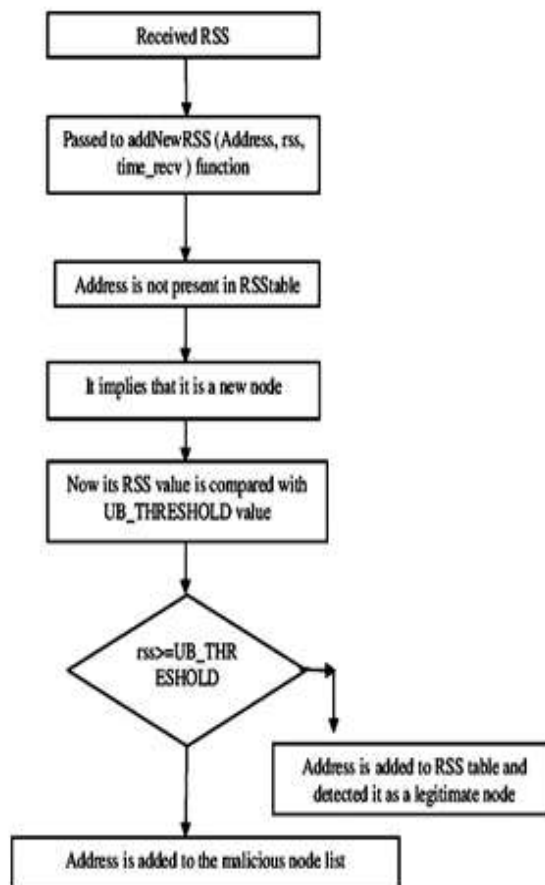 Received RSS
Passed to addNewRSS (Address, rss,
time_recv ) function
Address is not present in RSStable
It implies that it is a new node
Now its RSS value is compared with
UB_THRESHOLD value
rss>=UB_THR
ESHOLD
Address is added to RSS table and
detected it as a legitimate node
Address is added to the malicious node list